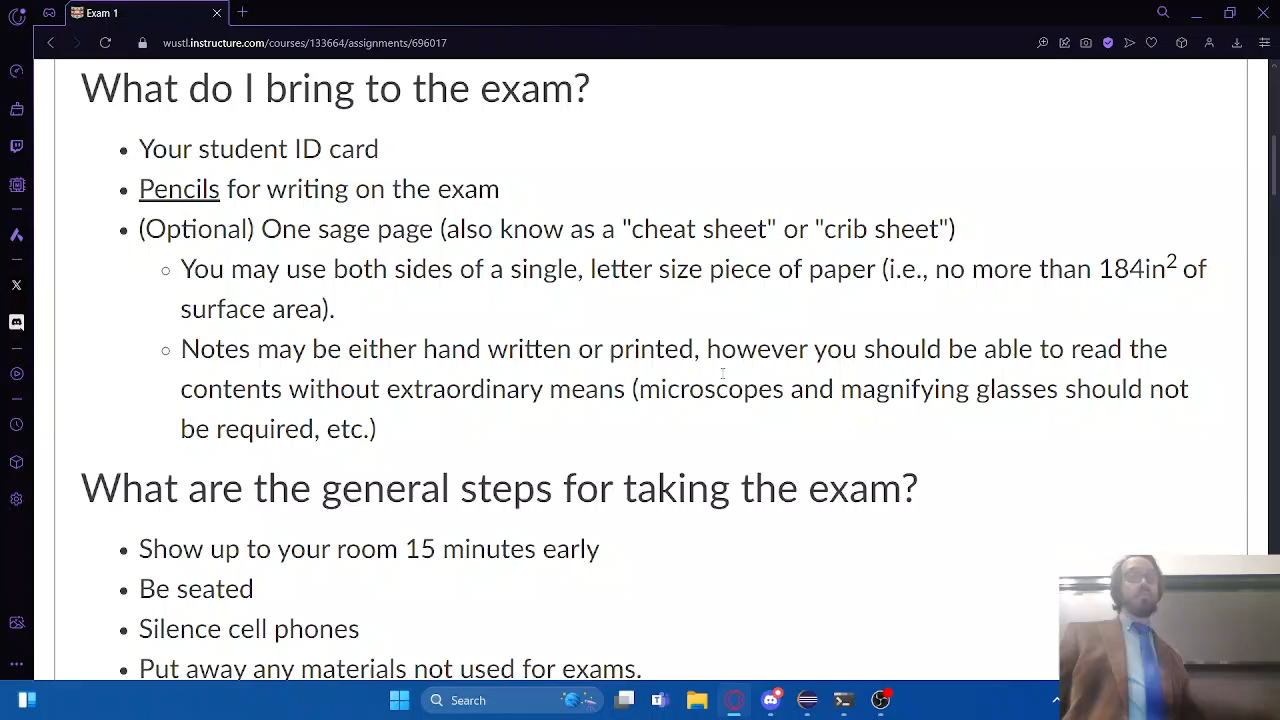 Exam 1
wustl.instructure.com/courses/133664/assignments/696017
What do I bring to the exam?
• Your student ID card
• Pencils for writing on the exam
• (Optional) One sage page (also know as a "cheat sheet" or "crib sheet")
◦ You may use both sides of a single, letter size piece of paper (i.e., no more than 184in² of
surface area).
◦ Notes may be either hand written or printed, however you should be able to read the
contents without extraordinary means (microscopes and magnifying glasses should not
be required, etc.)
What are the general steps for taking the exam?
• Show up to your room 15 minutes early
• Be seated
• Silence cell phones
• Put away any materials not used for exams.
Search